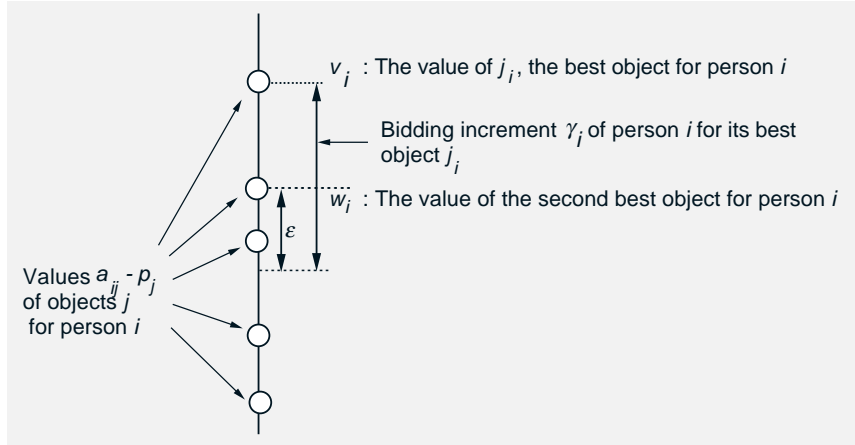 v_i : The value of j_i, the best object for person i
Bidding increment γ_i of person i for its best
object j_i
w_i : The value of the second best object for person i
ε
Values a_ij - p_j
of objects j
for person i